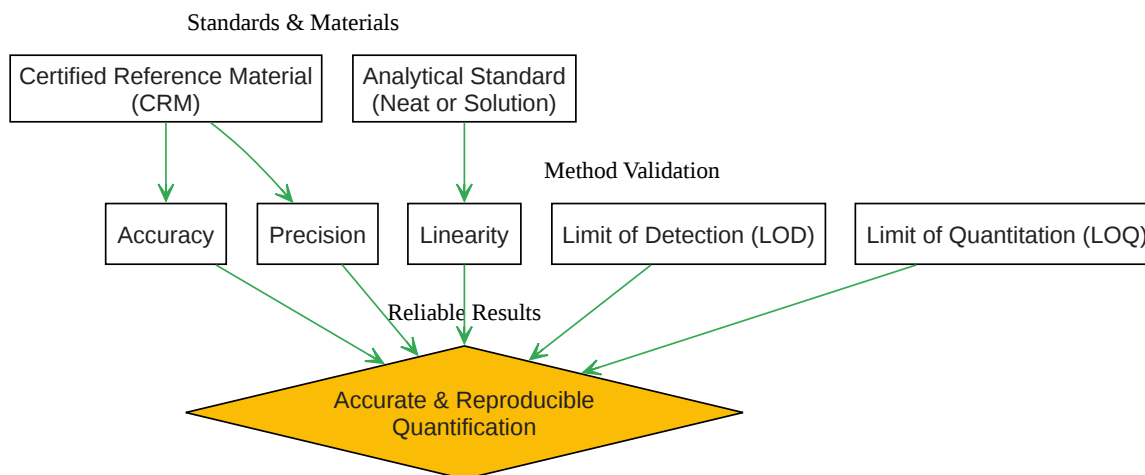 Standards & Materials
Certified Reference Material
(CRM)
Analytical Standard
(Neat or Solution)
Method Validation
Accuracy
Precision
Linearity
Limit of Detection (LOD)
Limit of Quantitation (LOQ)
Reliable Results
Accurate & Reproducible
Quantification